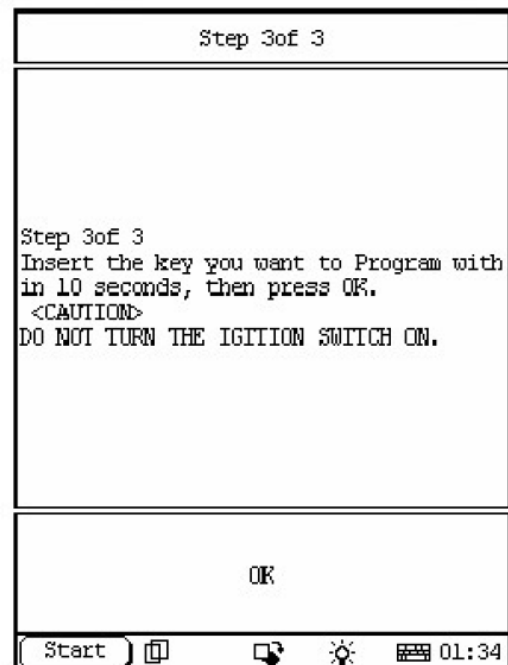 Step 3of 3
Step 3of 3
Insert the key you want to Program with
in 10 seconds, then press OK.
<CAUTION>
DO NOT TURN THE IGITION SWITCH ON.
OK
Start 01:34